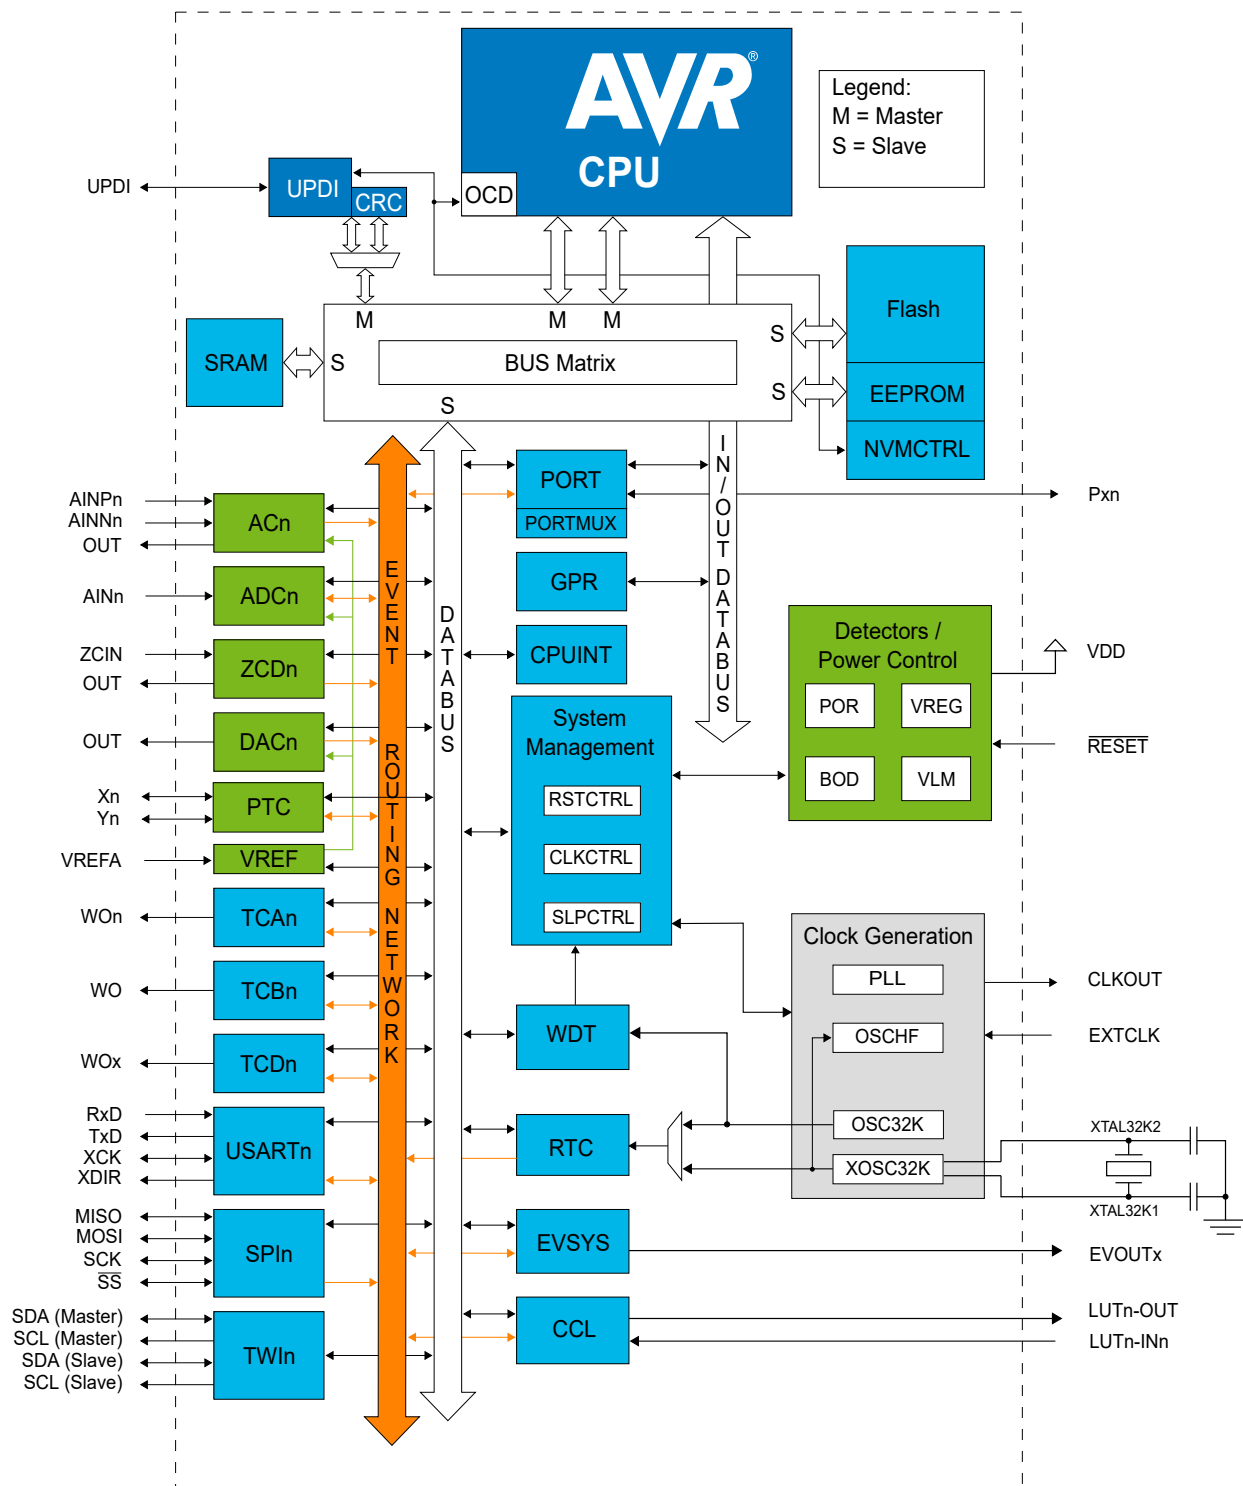 AVR®
CPU
Legend:
M = Master
S = Slave
UPDI
UPDI
CRC
OCD
Flash
EEPROM
NVMCTRL
M
M
M
S
S
S
S
SRAM
BUS Matrix
IN/OUT DATABUS
DATABUS
EVENT ROUTING NETWORK
AINPn
AINNn
OUT
ACn
AINn
ADCn
ZCIN
OUT
ZCDn
OUT
DACn
Xn
Yn
PTC
VREFA
VREF
WOn
TCAn
WO
TCBn
WOx
TCDn
RxD
TxD
XCK
XDIR
USARTn
MISO
MOSI
SCK
SS
SPIn
SDA (Master)
SCL (Master)
SDA (Slave)
SCL (Slave)
TWIn
PORT
PORTMUX
Pxn
GPR
CPUINT
System
Management
RSTCTRL
CLKCTRL
SLPCTRL
WDT
RTC
EVSYS
CCL
Detectors /
Power Control
POR
VREG
BOD
VLM
VDD
RESET
Clock Generation
PLL
OSCHF
OSC32K
XOSC32K
CLKOUT
EXTCLK
XTAL32K2
XTAL32K1
EVOUTx
LUTn-OUT
LUTn-INn